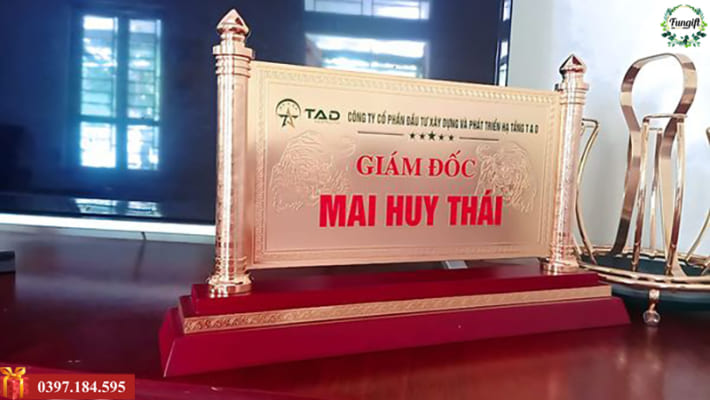 Fungift
TAD CÔNG TY CỔ PHẦN ĐẦU TƯ XÂY DỰNG VÀ PHÁT TRIỂN HẠ TẦNG T A D
GIÁM ĐỐC
MAI HUY THÁI
0397.184.595